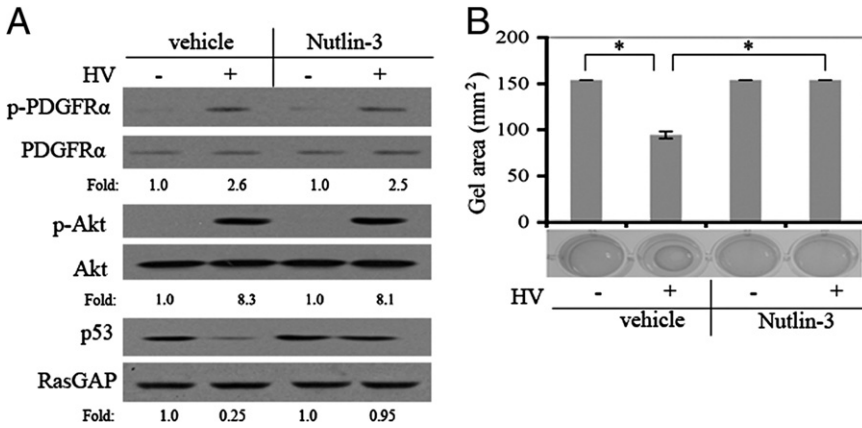 A
vehicle Nutlin-3
HV - + - +
p-PDGFRα
PDGFRα
Fold: 1.0 2.6 1.0 2.5
p-Akt
Akt
Fold: 1.0 8.3 1.0 8.1
p53
RasGAP
Fold: 1.0 0.25 1.0 0.95
B
Gel area (mm²)
200
150
100
50
0
* *
HV - + - +
vehicle Nutlin-3